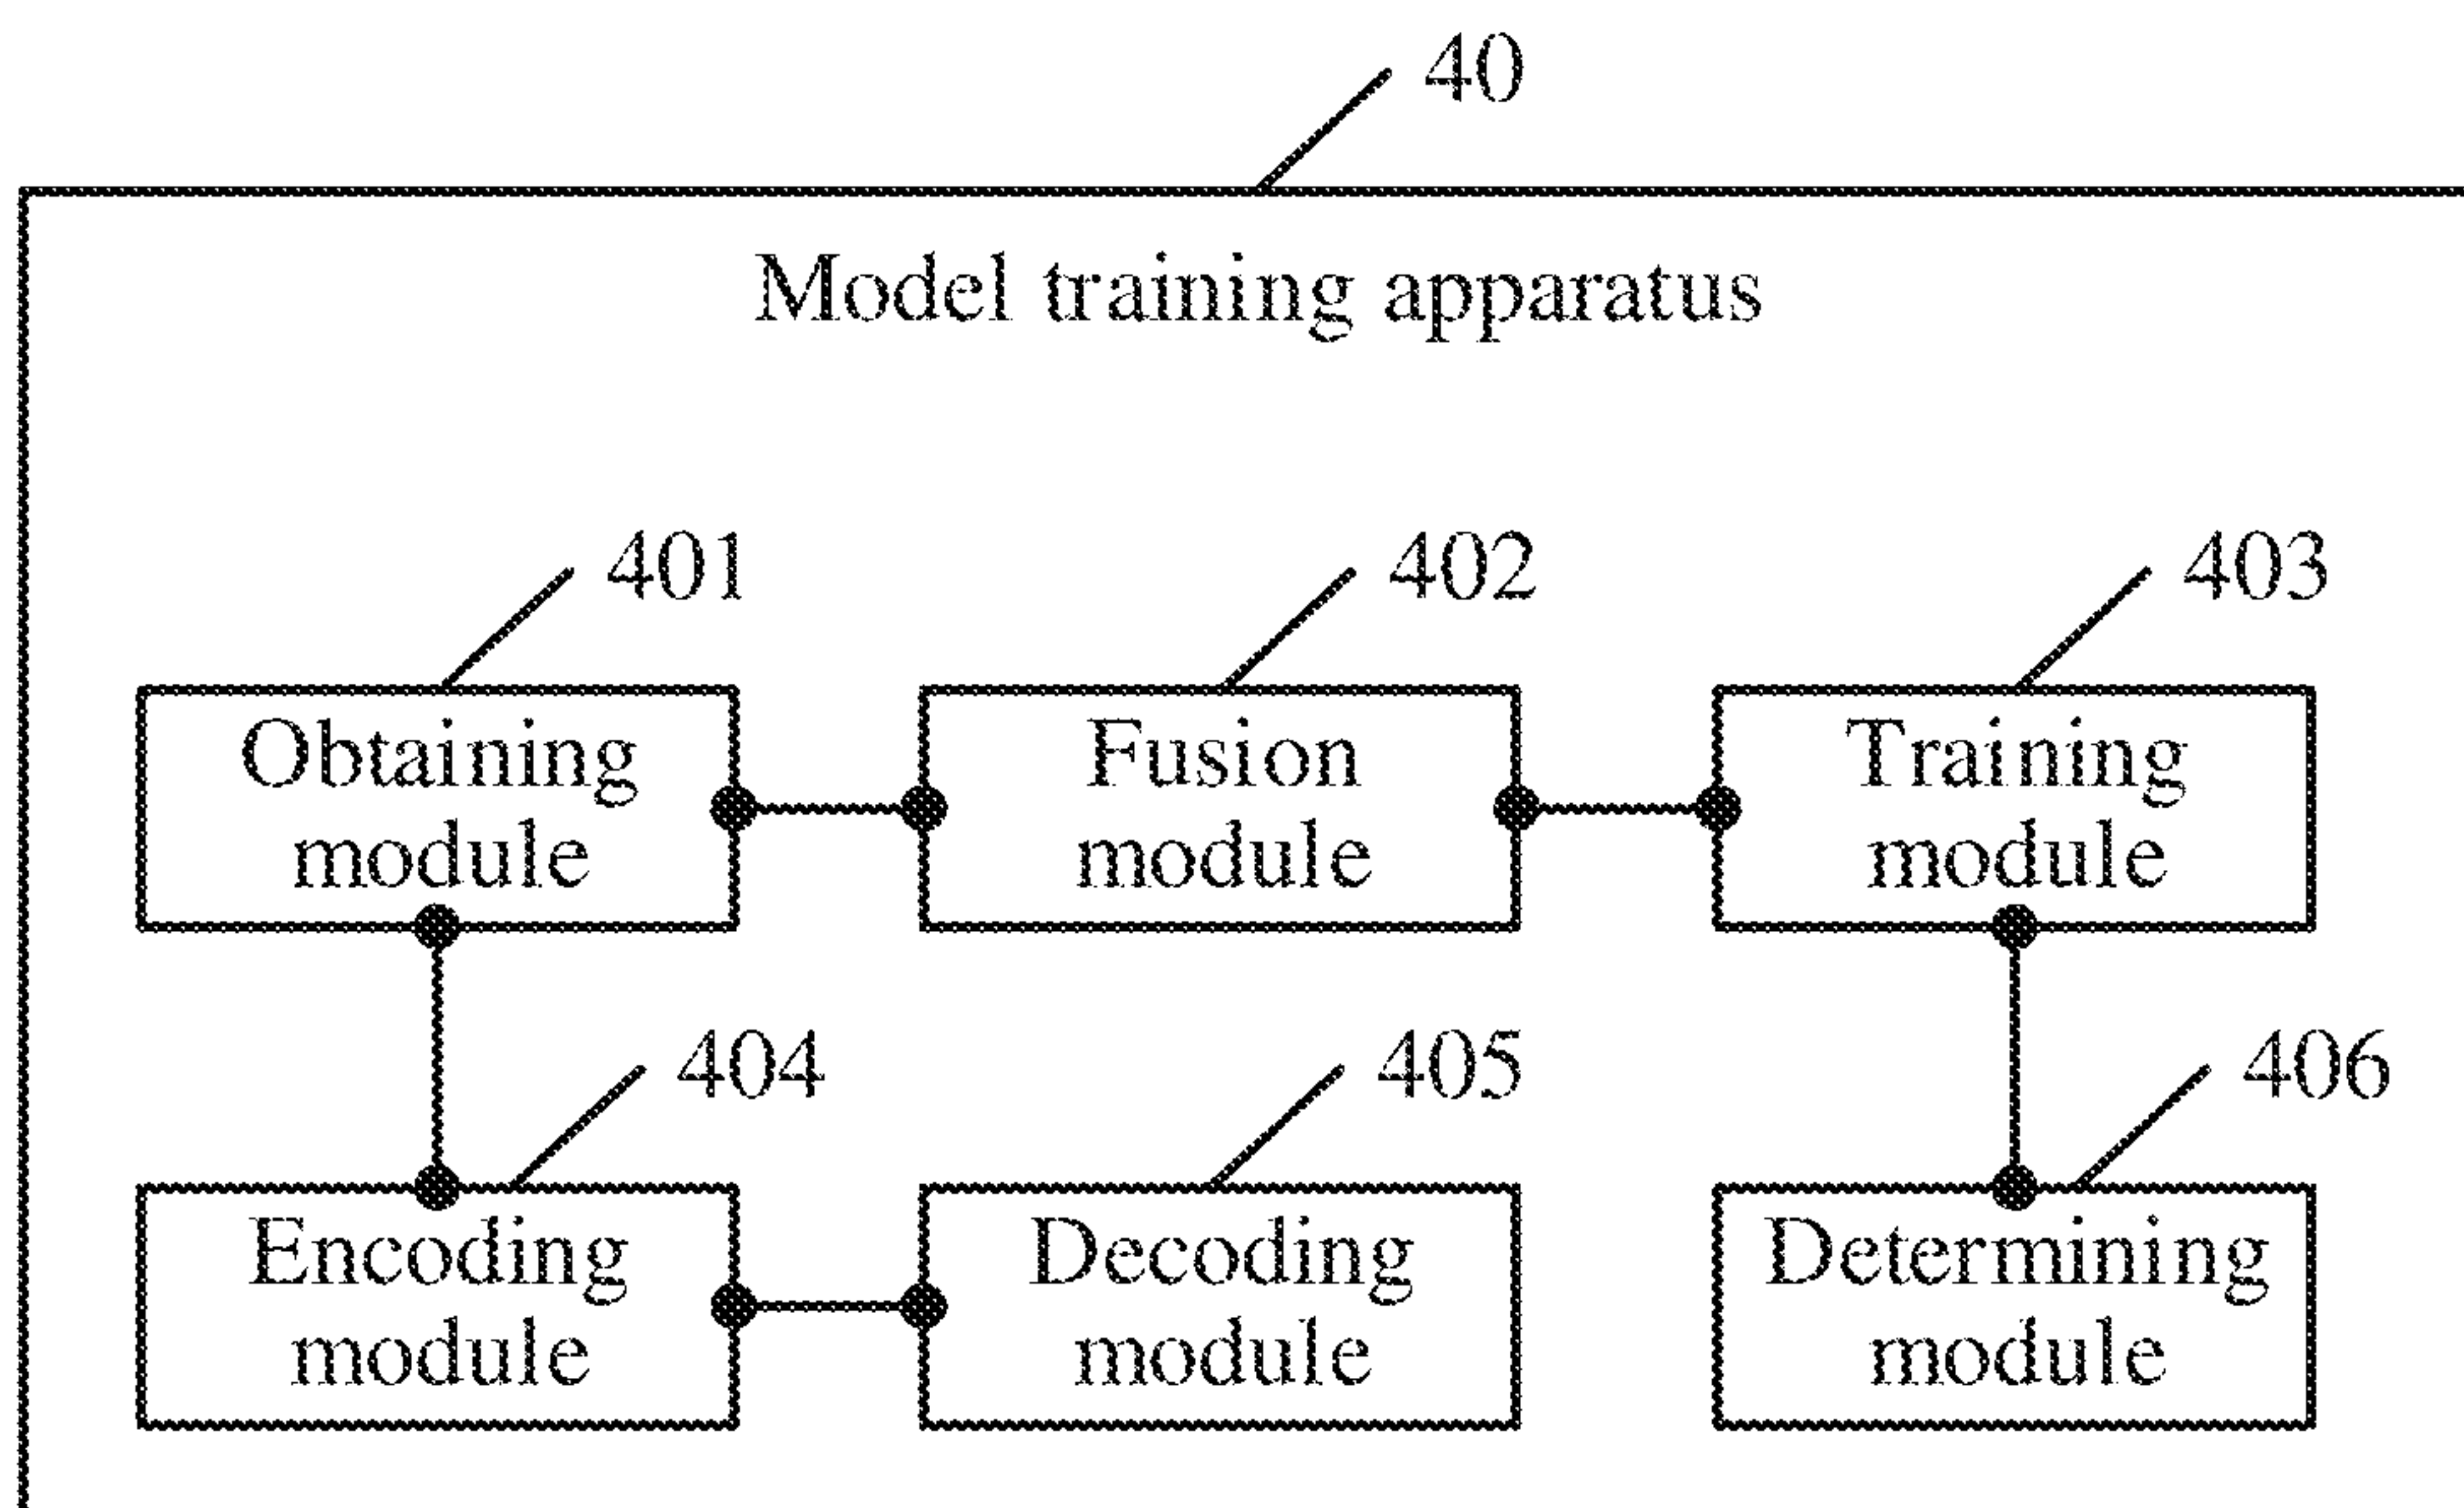 40
Model training apparatus
401
402
403
Obtaining
module
Fusion
module
Training
module
404
405
406
Encoding
module
Decoding
module
Determining
module